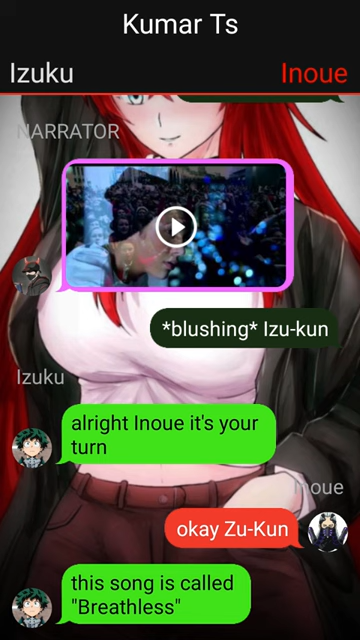 Kumar Ts
Izuku
Inoue
NARRATOR
*blushing* Izu-kun
Izuku
alright Inoue it's your
turn
Inoue
okay Zu-Kun
this song is called
"Breathless"